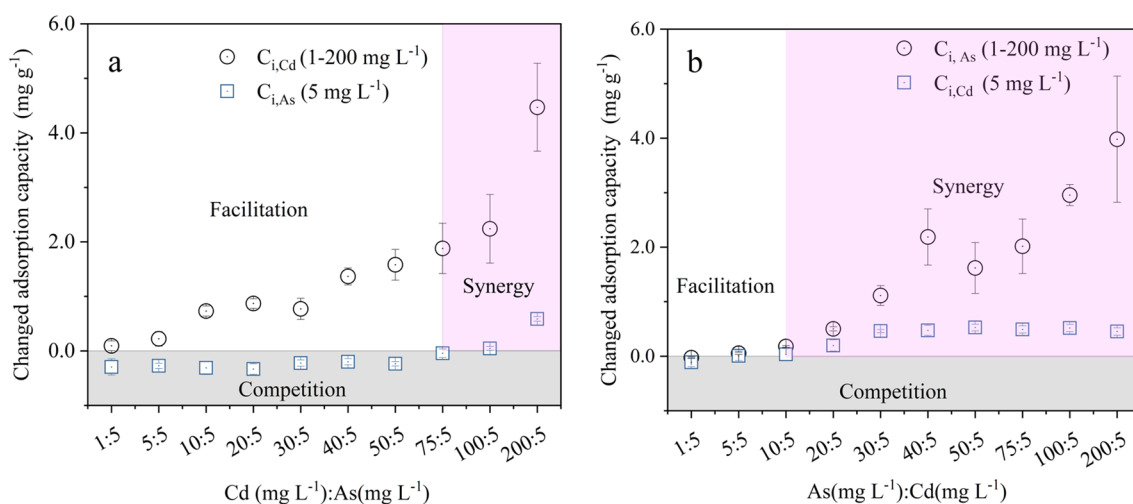 a
C_i,Cd (1-200 mg L⁻¹)
C_i,As (5 mg L⁻¹)
Facilitation
Synergy
Competition
Changed adsorption capacity (mg g⁻¹)
6.0
4.0
2.0
0.0
1:5
5:5
10:5
20:5
30:5
40:5
50:5
75:5
100:5
200:5
Cd (mg L⁻¹):As(mg L⁻¹)
b
C_i, As (1-200 mg L⁻¹)
C_i,Cd (5 mg L⁻¹)
Synergy
Facilitation
Competition
Changed adsorption capacity (mg g⁻¹)
6.0
4.0
2.0
0.0
1:5
5:5
10:5
20:5
30:5
40:5
50:5
75:5
100:5
200:5
As(mg L⁻¹):Cd(mg L⁻¹)